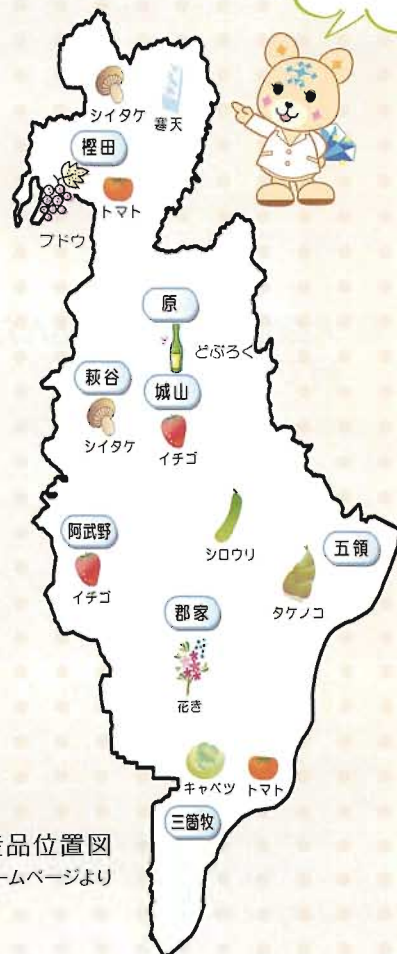 シイタケ
寒天
樫田
ブドウ
トマト
原
どぶろく
萩谷
シイタケ
城山
イチゴ
阿武野
イチゴ
シロウリ
五領
タケノコ
郡家
花き
キャベツ
トマト
三箇牧
産品位置図
ームページより